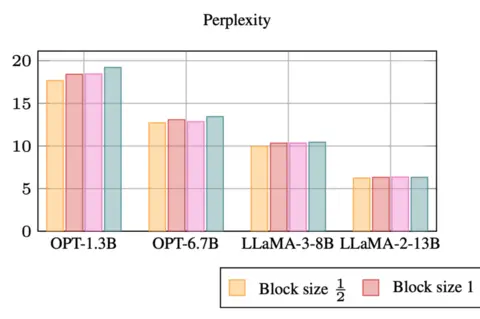 Perplexity
20
15
10
5
0
OPT-1.3B OPT-6.7B LLaMA-3-8B LLaMA-2-13B
Block size 1/2 Block size 1